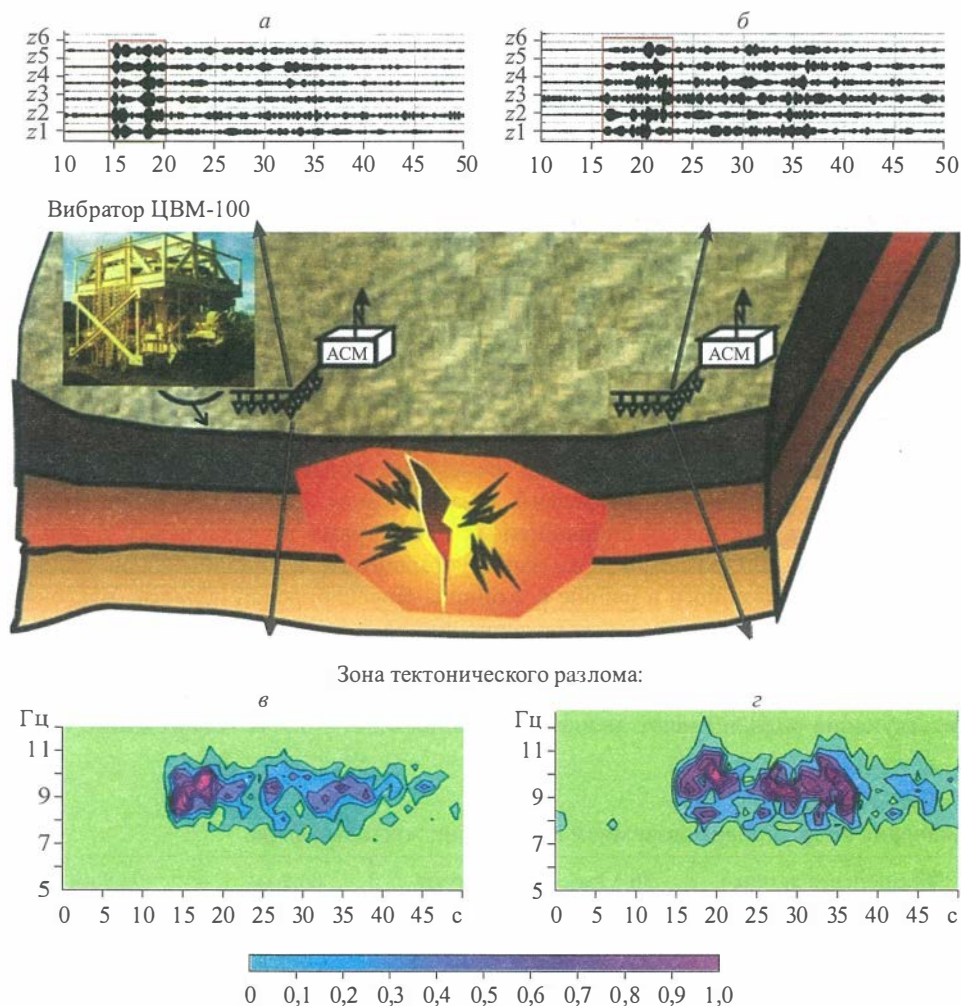 а
б
z6
z5
z4
z3
z2
z1
10 15 20 25 30 35 40 45 50
z6
z5
z4
z3
z2
z1
10 15 20 25 30 35 40 45 50
Вибратор ЦВМ-100
АСМ
АСМ
Зона тектонического разлома:
в
г
Гц
11
9
7
5
0 5 10 15 20 25 30 35 40 45 с
Гц
11
9
7
5
0 5 10 15 20 25 30 35 40 45 с
0 0,1 0,2 0,3 0,4 0,5 0,6 0,7 0,8 0,9 1,0